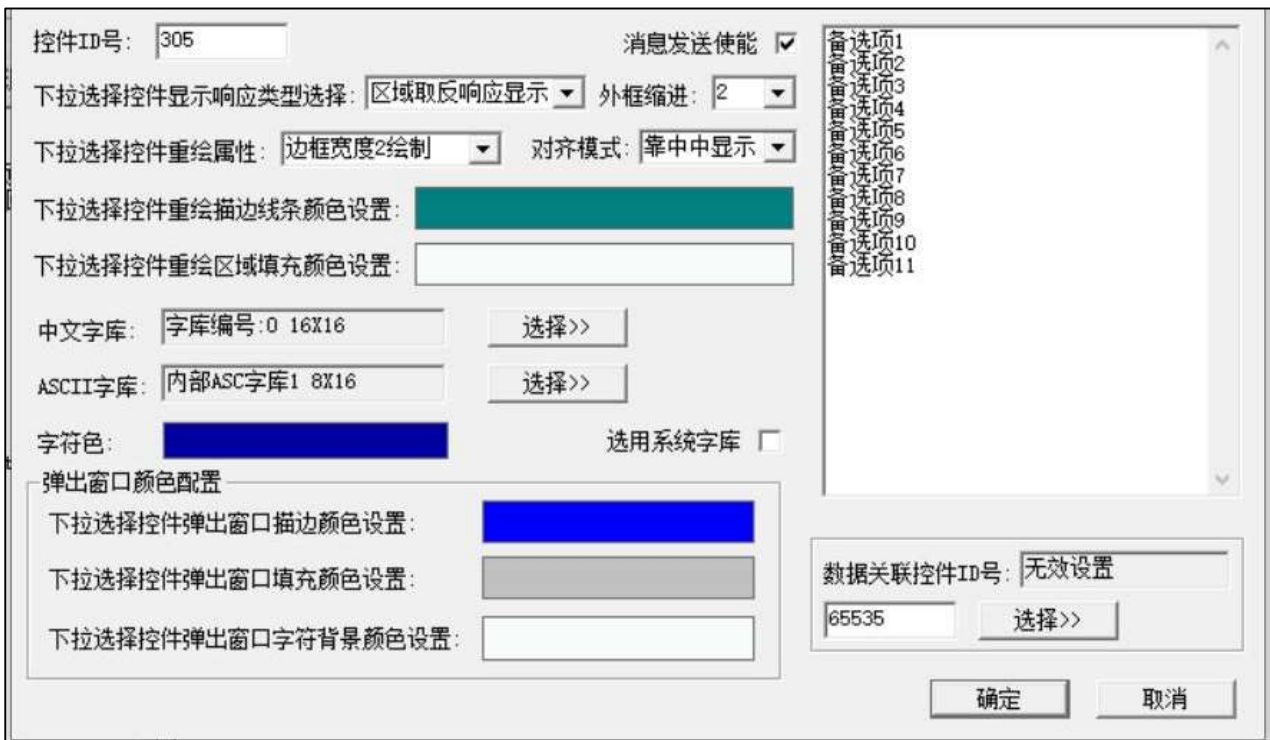 控件ID号: 305 消息发送使能
下拉选择控件显示响应类型选择: 区域取反响应显示 外框缩进: 2
下拉选择控件重绘属性: 边框宽度2绘制 对齐模式: 靠中中显示
下拉选择控件重绘描边线条颜色设置:
下拉选择控件重绘区域填充颜色设置:
中文字库: 字库编号:0 16X16 选择>>
ASCII字库: 内部ASC字库1 8X16 选择>>
字符色: 选用系统字库
弹出窗口颜色配置
下拉选择控件弹出窗口描边颜色设置:
下拉选择控件弹出窗口填充颜色设置:
下拉选择控件弹出窗口字符背景颜色设置:
备选项1
备选项2
备选项3
备选项4
备选项5
备选项6
备选项7
备选项8
备选项9
备选项10
备选项11
数据关联控件ID号: 无效设置
65535 选择>>
确定 取消